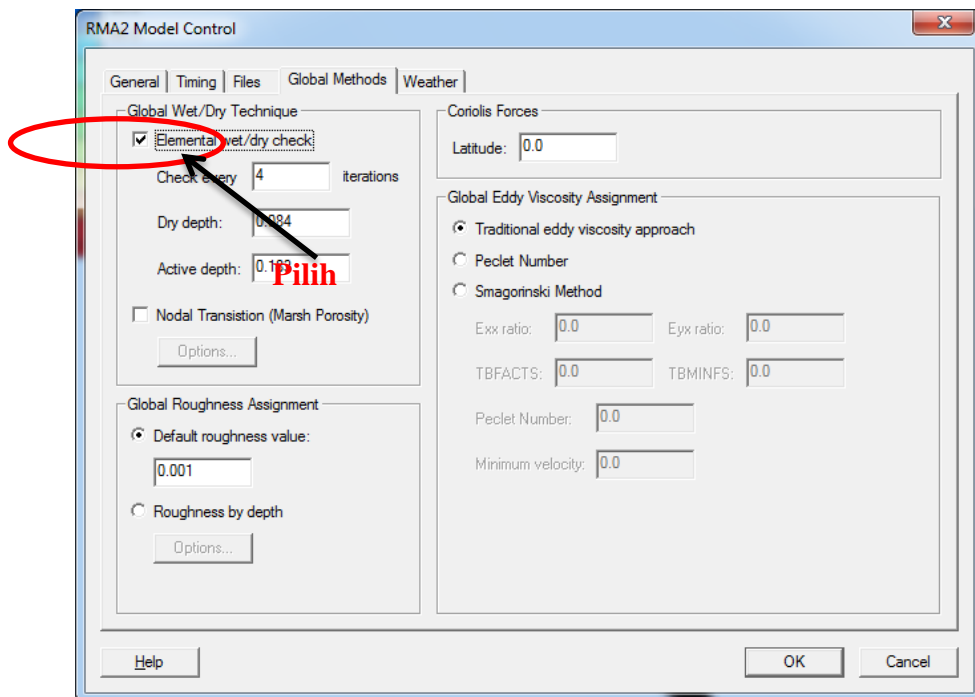 RMA2 Model Control
General Timing Files Global Methods Weather
Global Wet/Dry Technique
Elemental wet/dry check
Check every 4 iterations
Dry depth: 0.084
Active depth: 0.183
Pilih
Nodal Transistion (Marsh Porosity)
Options...
Global Roughness Assignment
Default roughness value:
0.001
Roughness by depth
Options...
Coriolis Forces
Latitude: 0.0
Global Eddy Viscosity Assignment
Traditional eddy viscosity approach
Peclet Number
Smagorinski Method
Exx ratio: 0.0 Eyx ratio: 0.0
TBFACTS: 0.0 TBMINFS: 0.0
Peclet Number: 0.0
Minimum velocity: 0.0
Help OK Cancel